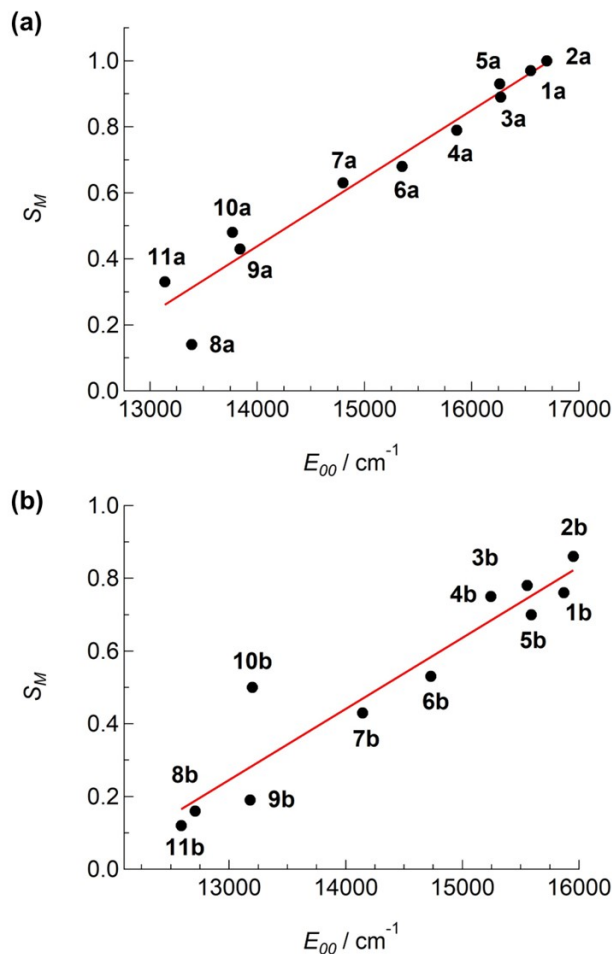 (a)
1.0
0.8
0.6
0.4
0.2
0.0
S_M
5a
2a
1a
3a
4a
7a
6a
10a
9a
11a
8a
13000 14000 15000 16000 17000
E_00 / cm⁻¹
(b)
1.0
0.8
0.6
0.4
0.2
0.0
S_M
2b
3b
4b
1b
5b
10b
6b
7b
8b
9b
11b
13000 14000 15000 16000
E_00 / cm⁻¹